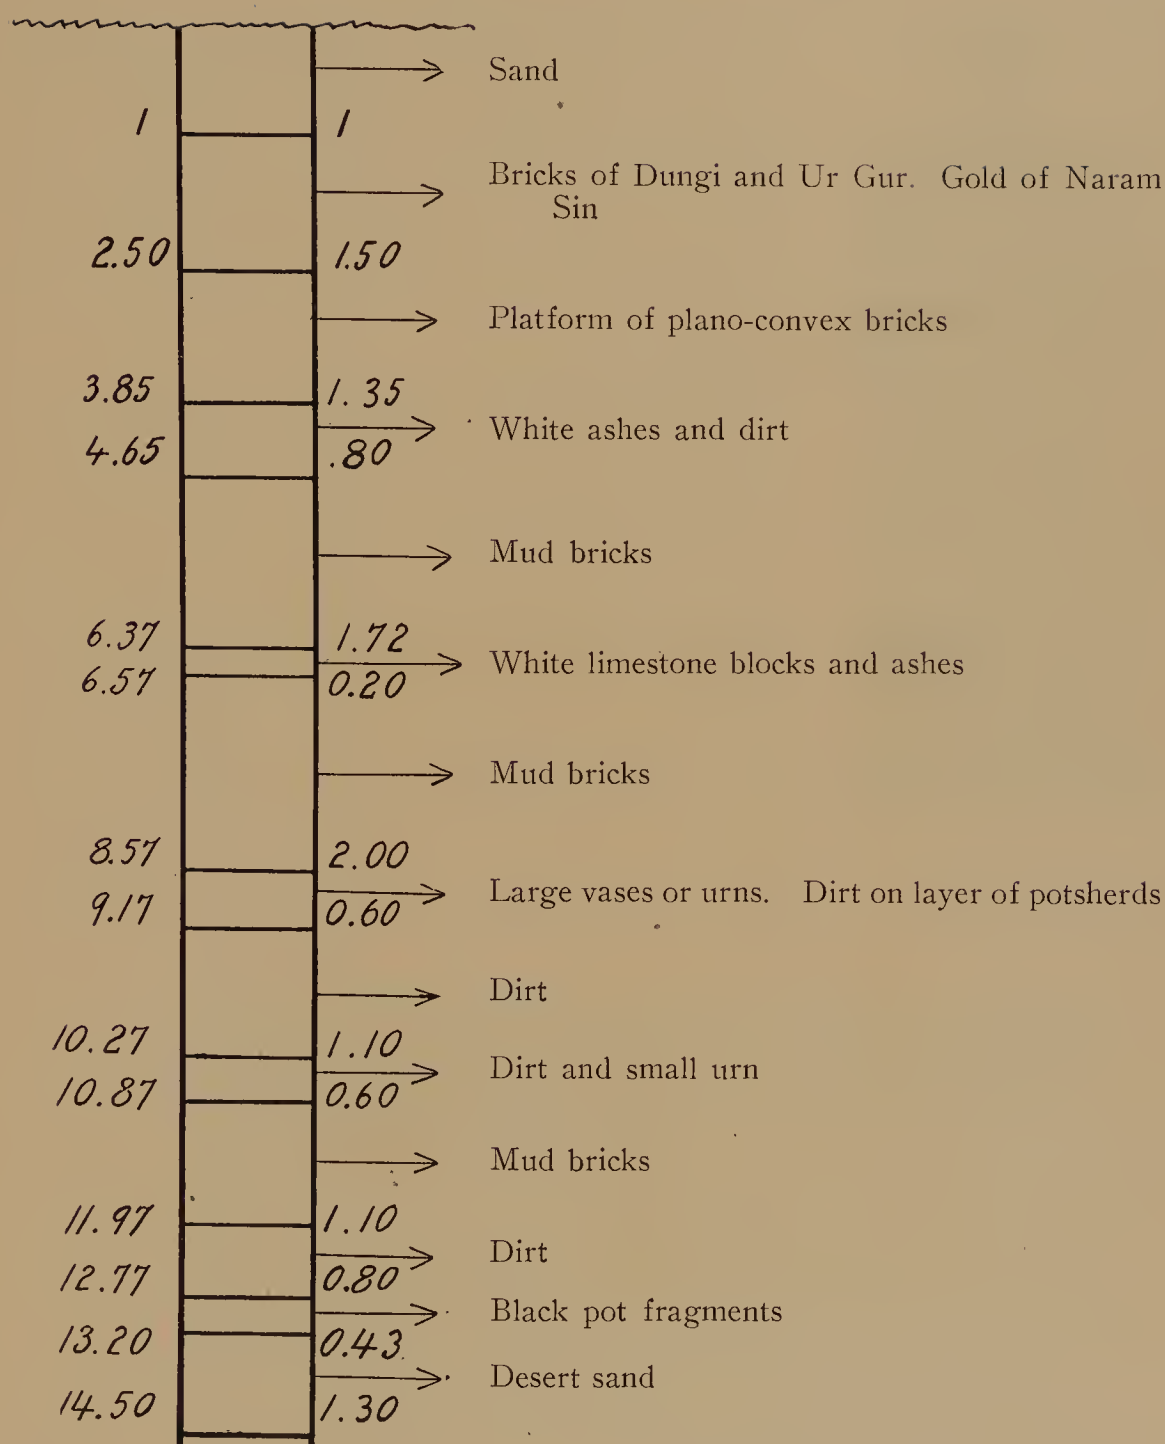 Sand
1 1
Bricks of Dungi and Ur Gur. Gold of Naram
Sin
2.50 1.50
Platform of plano-convex bricks
3.85 1.35
White ashes and dirt
4.65 .80
Mud bricks
6.37 1.72
White limestone blocks and ashes
6.57 0.20
Mud bricks
8.57 2.00
Large vases or urns. Dirt on layer of potsherds
9.17 0.60
Dirt
10.27 1.10
Dirt and small urn
10.87 0.60
Mud bricks
11.97 1.10
Dirt
12.77 0.80
Black pot fragments
13.20 0.43
Desert sand
14.50 1.30